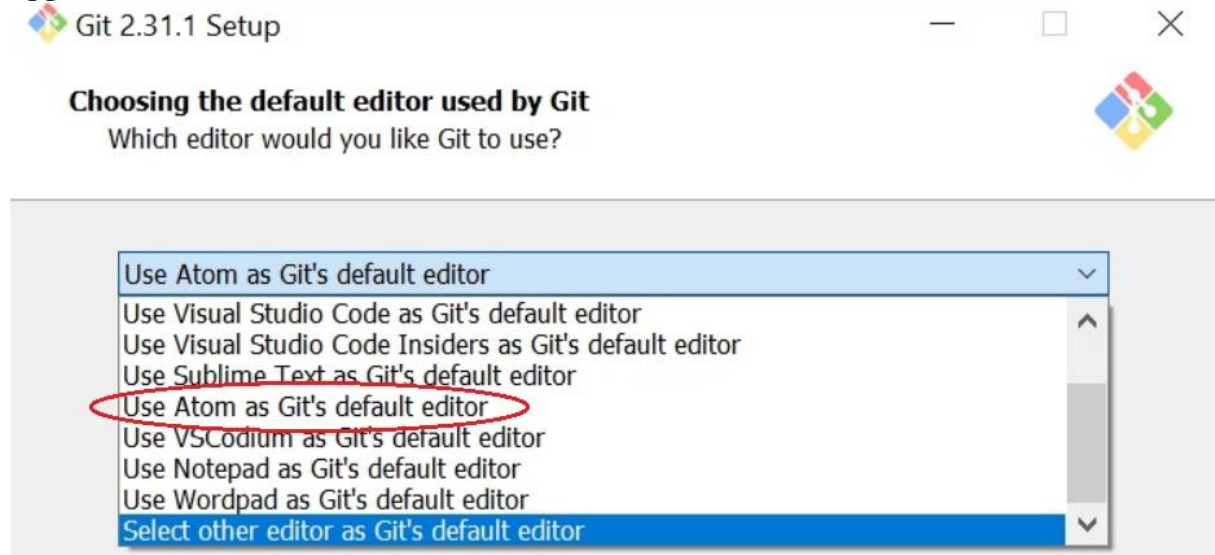 Git 2.31.1 Setup
Choosing the default editor used by Git
Which editor would you like Git to use?
Use Atom as Git's default editor
Use Visual Studio Code as Git's default editor
Use Visual Studio Code Insiders as Git's default editor
Use Sublime Text as Git's default editor
Use Atom as Git's default editor
Use VSCodium as Git's default editor
Use Notepad as Git's default editor
Use Wordpad as Git's default editor
Select other editor as Git's default editor